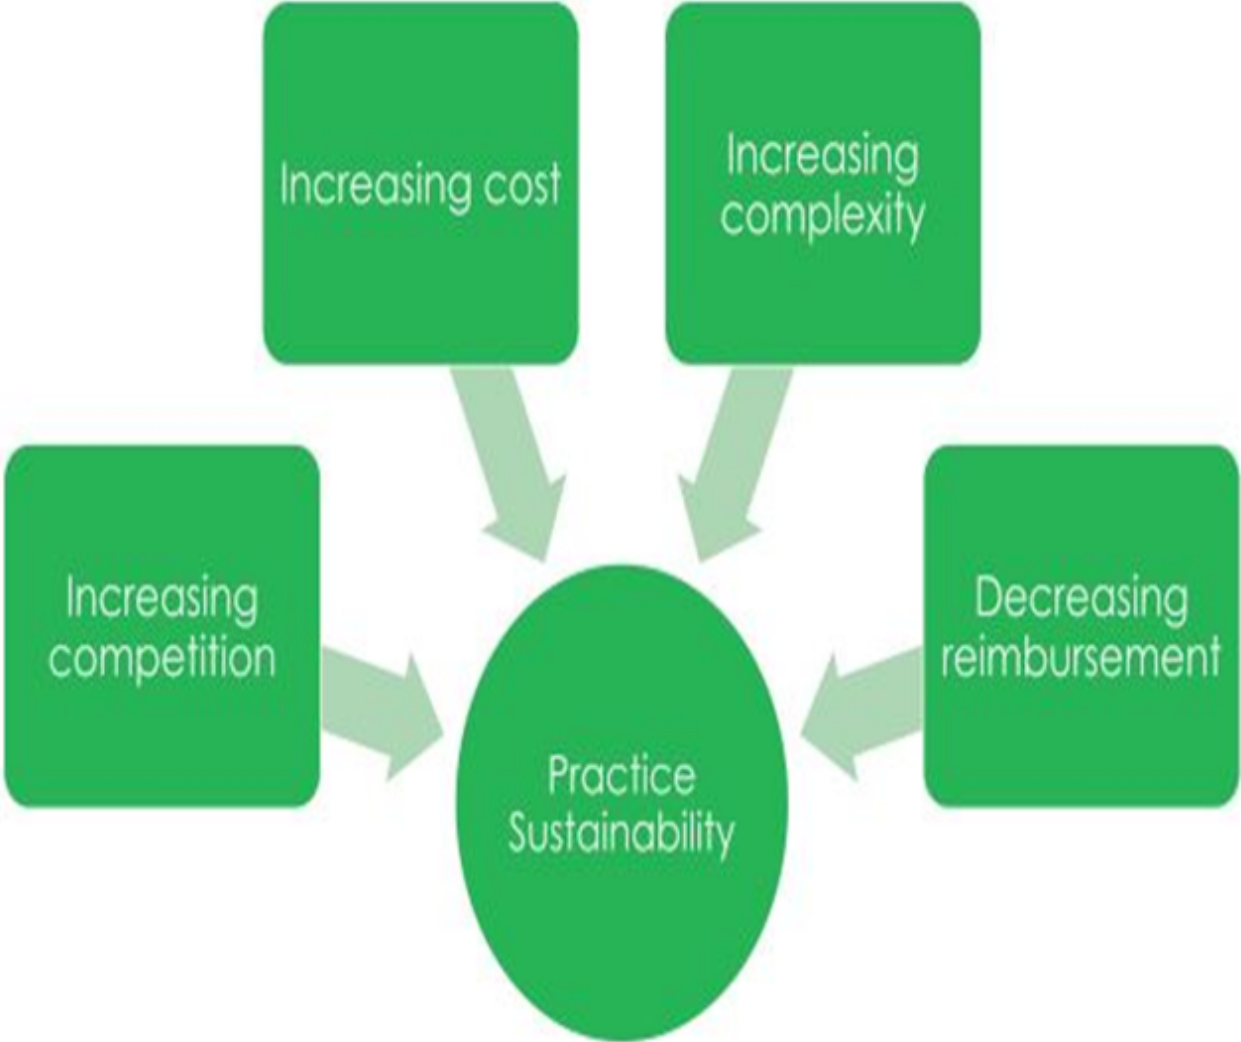 Increasing cost
Increasing
complexity
Increasing
competition
Decreasing
reimbursement
Practice
Sustainability